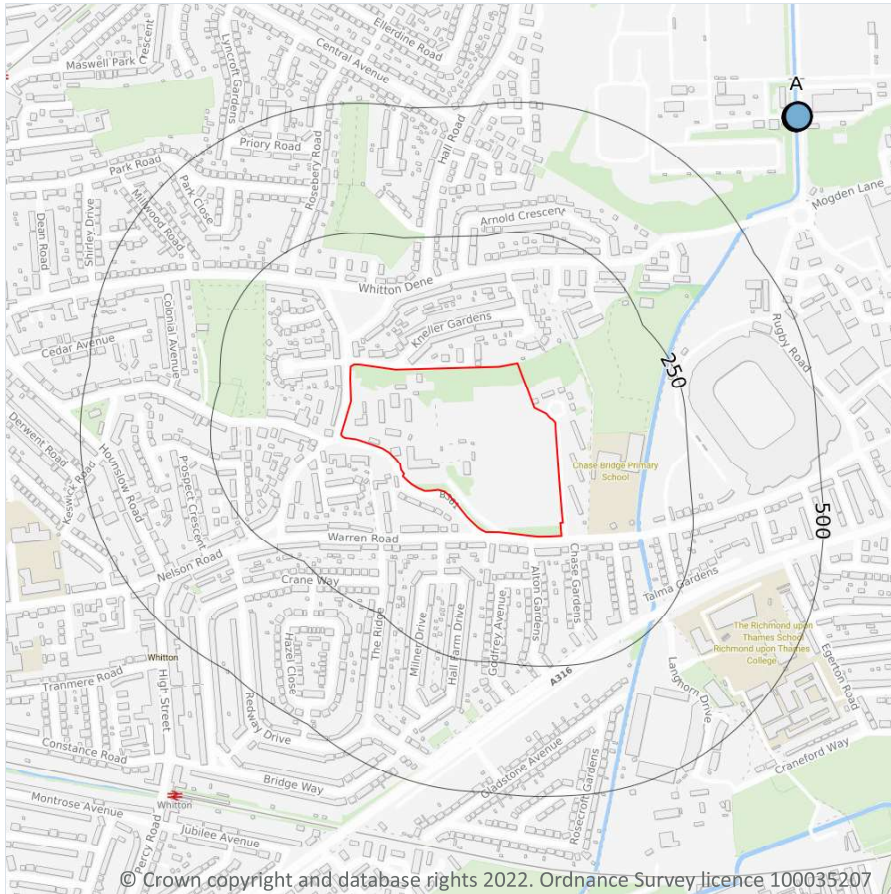 Ellerdine Road
Central Avenue
Maswell Park
Crescent
Lyncroft Gardens
A
Hall Road
Priory Road
Rosebery Road
Park Road
Park Close
Millwood Road
Mogden Lane
Arnold Crescent
Dean Road
Shirley Drive
Whitton Dene
Colonial Avenue
Kneller Gardens
Rugby Road
Cedar Avenue
250
Derwent Road
Hounslow Road
Keswick Road
Prospect Crescent
Chase Bridge Primary
School
B361
500
Warren Road
Nelson Road
Chase Gardens
Crane Way
Alton Gardens
Talma Gardens
The Ridge
Milner Drive
Hall Farm Drive
Godfrey Avenue
Hazel Close
The Richmond upon
Thames School
Richmond upon Thames
College
Egerton Road
Whitton
Tranmere Road
High Street
A316
Langhorn Drive
Redway Drive
Constance Road
Craneford Way
Bridge Way
Gladstone Avenue
Rosecroft Gardens
Whitton
Montrose Avenue
Percy Road
Jubilee Avenue
© Crown copyright and database rights 2022. Ordnance Survey licence 100035207